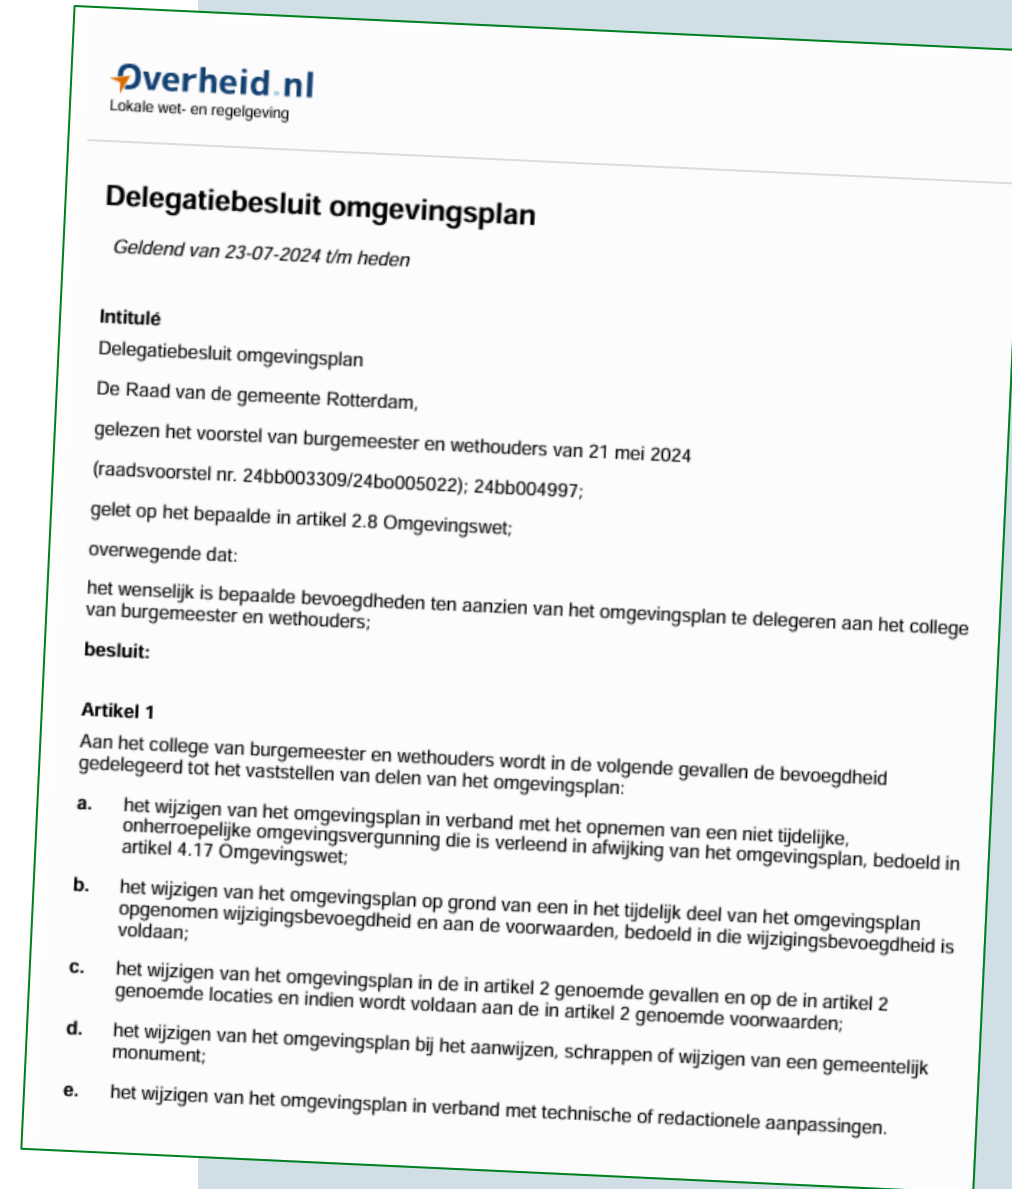 Overheid.nl
Lokale wet- en regelgeving
Delegatiebesluit omgevingsplan
Geldend van 23-07-2024 t/m heden
Intitulé
Delegatiebesluit omgevingsplan
De Raad van de gemeente Rotterdam,
gelezen het voorstel van burgemeester en wethouders van 21 mei 2024
(raadsvoorstel nr. 24bb003309/24bo005022); 24bb004997;
gelet op het bepaalde in artikel 2.8 Omgevingswet;
overwegende dat:
het wenselijk is bepaalde bevoegdheden ten aanzien van het omgevingsplan te delegeren aan het college
van burgemeester en wethouders;
besluit:
Artikel 1
Aan het college van burgemeester en wethouders wordt in de volgende gevallen de bevoegdheid
gedelegeerd tot het vaststellen van delen van het omgevingsplan:
a. het wijzigen van het omgevingsplan in verband met het opnemen van een niet tijdelijke,
onherroepelijke omgevingsvergunning die is verleend in afwijking van het omgevingsplan, bedoeld in
artikel 4.17 Omgevingswet;
b. het wijzigen van het omgevingsplan op grond van een in het tijdelijk deel van het omgevingsplan
opgenomen wijzigingsbevoegdheid en aan de voorwaarden, bedoeld in die wijzigingsbevoegdheid is
voldaan;
c. het wijzigen van het omgevingsplan in de in artikel 2 genoemde gevallen en op de in artikel 2
genoemde locaties en indien wordt voldaan aan de in artikel 2 genoemde voorwaarden;
d. het wijzigen van het omgevingsplan bij het aanwijzen, schrappen of wijzigen van een gemeentelijk
monument;
e. het wijzigen van het omgevingsplan in verband met technische of redactionele aanpassingen.